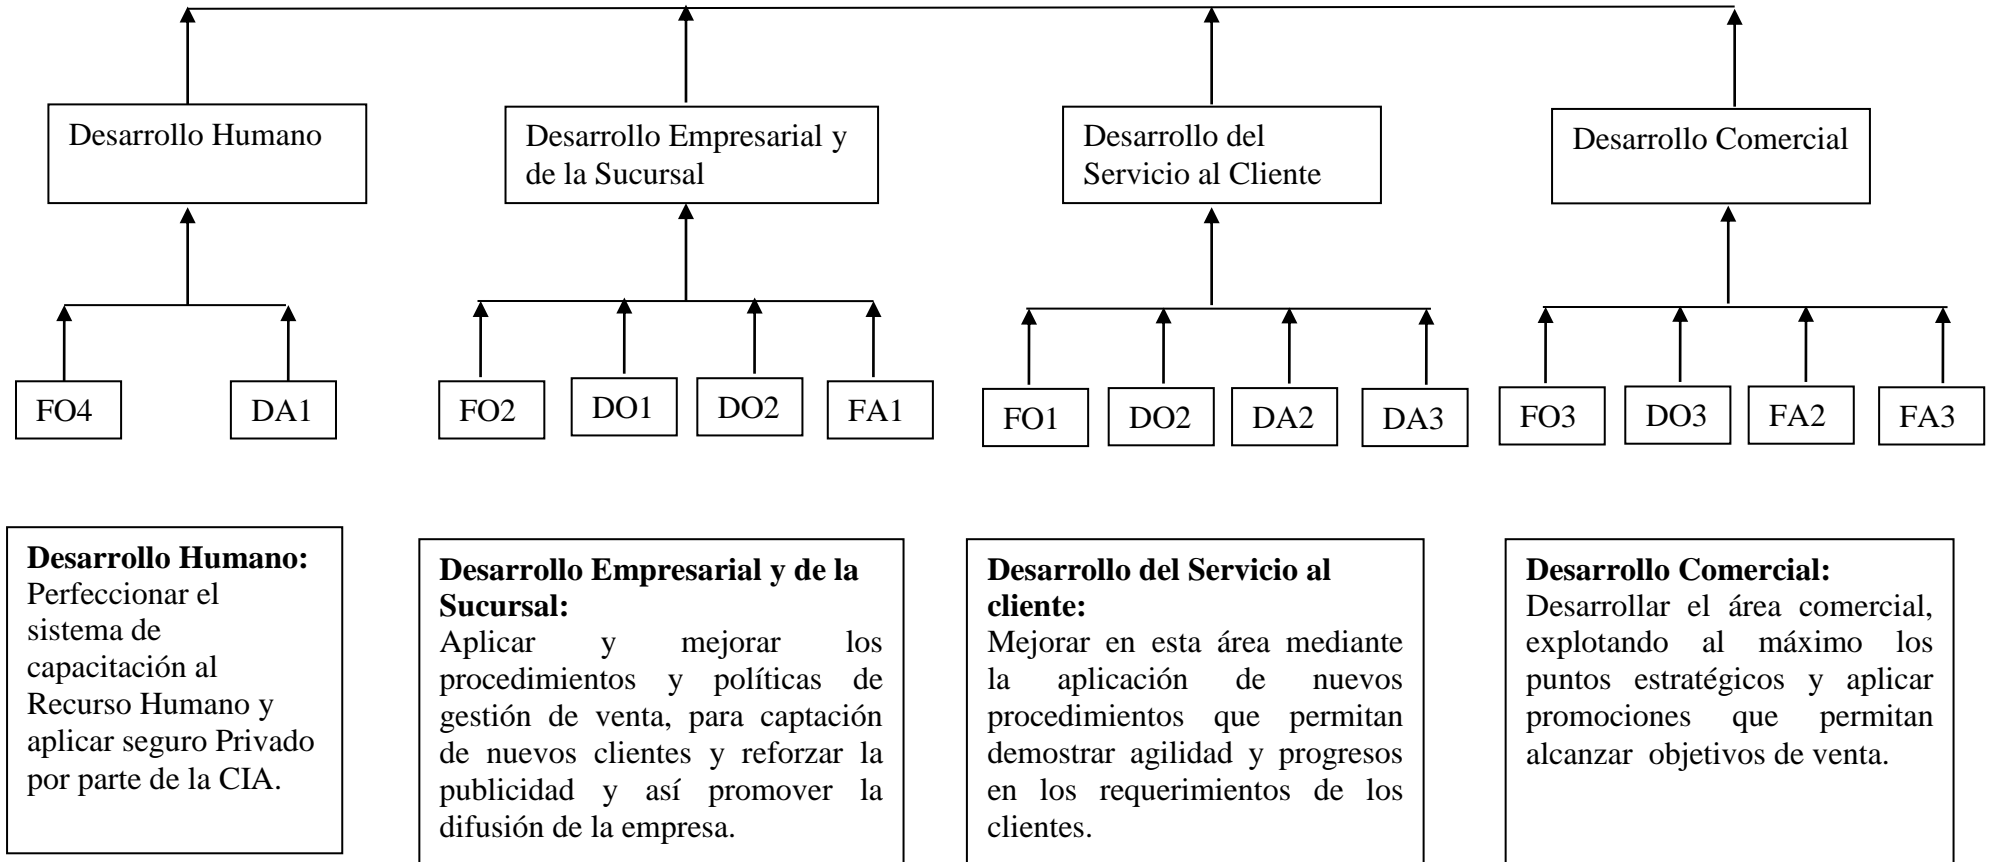 Desarrollo Humano
Desarrollo Empresarial y
de la Sucursal
Desarrollo del
Servicio al Cliente
Desarrollo Comercial
FO4
DA1
FO2
DO1
DO2
FA1
FO1
DO2
DA2
DA3
FO3
DO3
FA2
FA3
Desarrollo Humano:
Perfeccionar el
sistema de
capacitación al
Recurso Humano y
aplicar seguro Privado
por parte de la CIA.
Desarrollo Empresarial y de la
Sucursal:
Aplicar y mejorar los
procedimientos y políticas de
gestión de venta, para captación
de nuevos clientes y reforzar la
publicidad y así promover la
difusión de la empresa.
Desarrollo del Servicio al
cliente:
Mejorar en esta área mediante
la aplicación de nuevos
procedimientos que permitan
demostrar agilidad y progresos
en los requerimientos de los
clientes.
Desarrollo Comercial:
Desarrollar el área comercial,
explotando al máximo los
puntos estratégicos y aplicar
promociones que permitan
alcanzar objetivos de venta.